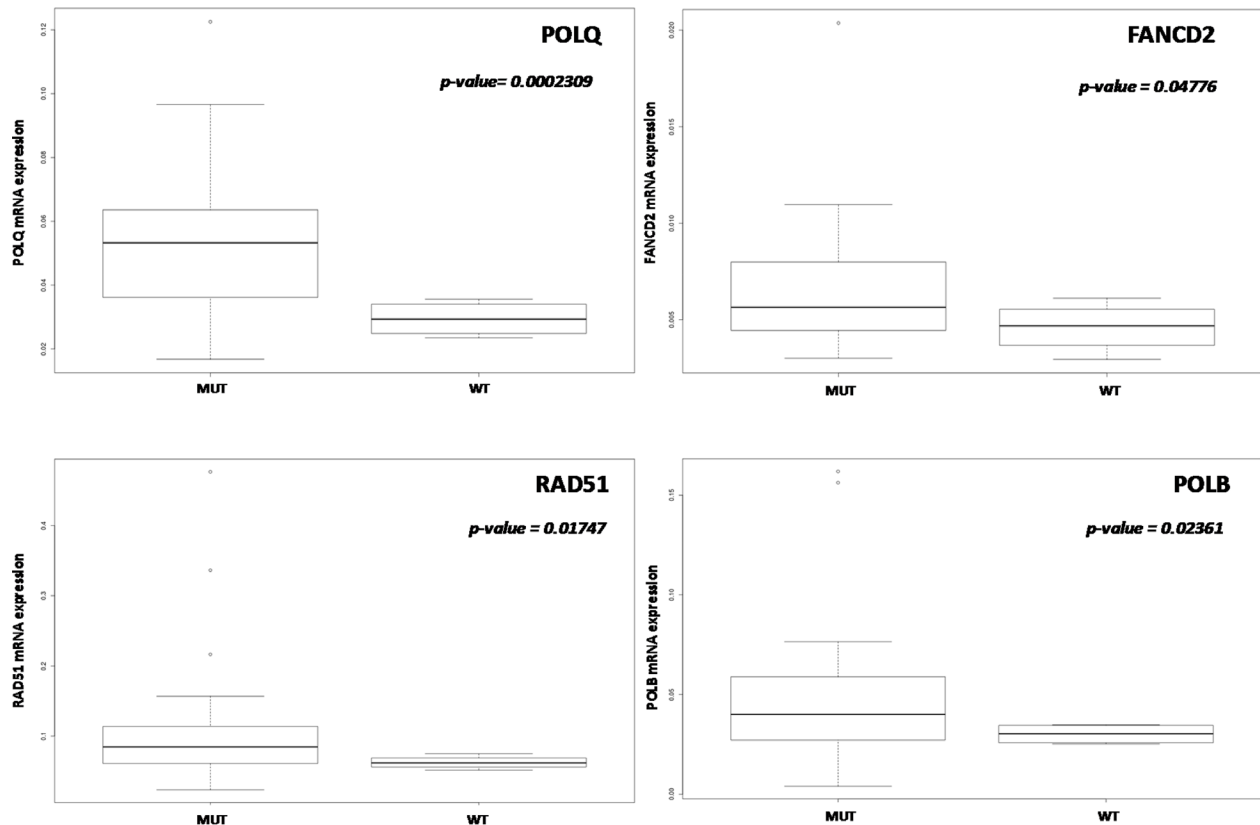 POLQ
p-value= 0.0002309
POLQ mRNA expression
0.12
0.10
0.08
0.06
0.04
0.02
MUT
WT
FANCD2
p-value = 0.04776
FANCD2 mRNA expression
0.020
0.015
0.010
0.005
MUT
WT
RAD51
p-value = 0.01747
RAD51 mRNA expression
0.4
0.3
0.2
0.1
MUT
WT
POLB
p-value = 0.02361
POLB mRNA expression
0.15
0.10
0.05
0.00
MUT
WT